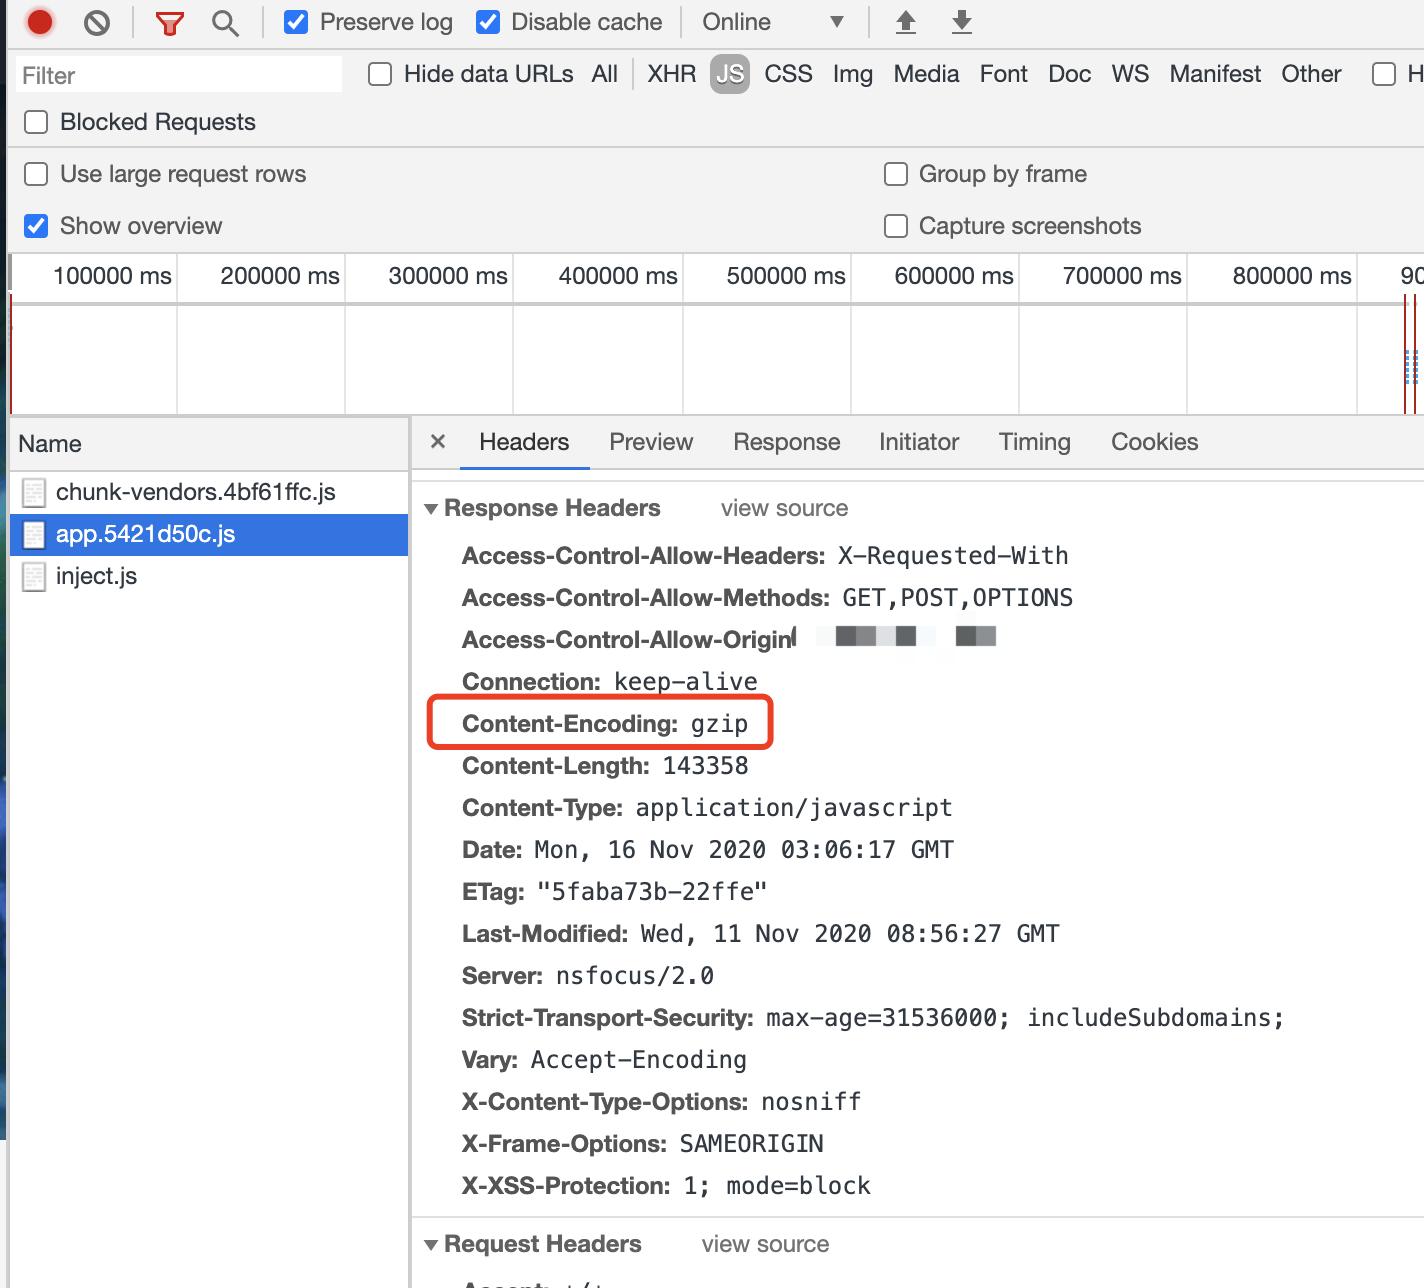 Preserve log Disable cache Online
Filter Hide data URLs All XHR JS CSS Img Media Font Doc WS Manifest Other H
Blocked Requests
Use large request rows Group by frame
Show overview Capture screenshots
100000 ms 200000 ms 300000 ms 400000 ms 500000 ms 600000 ms 700000 ms 800000 ms 90
Name × Headers Preview Response Initiator Timing Cookies
chunk-vendors.4bf61ffc.js
app.5421d50c.js
inject.js
Response Headers view source
Access-Control-Allow-Headers: X-Requested-With
Access-Control-Allow-Methods: GET,POST,OPTIONS
Access-Control-Allow-Origin
Connection: keep-alive
Content-Encoding: gzip
Content-Length: 143358
Content-Type: application/javascript
Date: Mon, 16 Nov 2020 03:06:17 GMT
ETag: "5faba73b-22ffe"
Last-Modified: Wed, 11 Nov 2020 08:56:27 GMT
Server: nsfocus/2.0
Strict-Transport-Security: max-age=31536000; includeSubdomains;
Vary: Accept-Encoding
X-Content-Type-Options: nosniff
X-Frame-Options: SAMEORIGIN
X-XSS-Protection: 1; mode=block
Request Headers view source